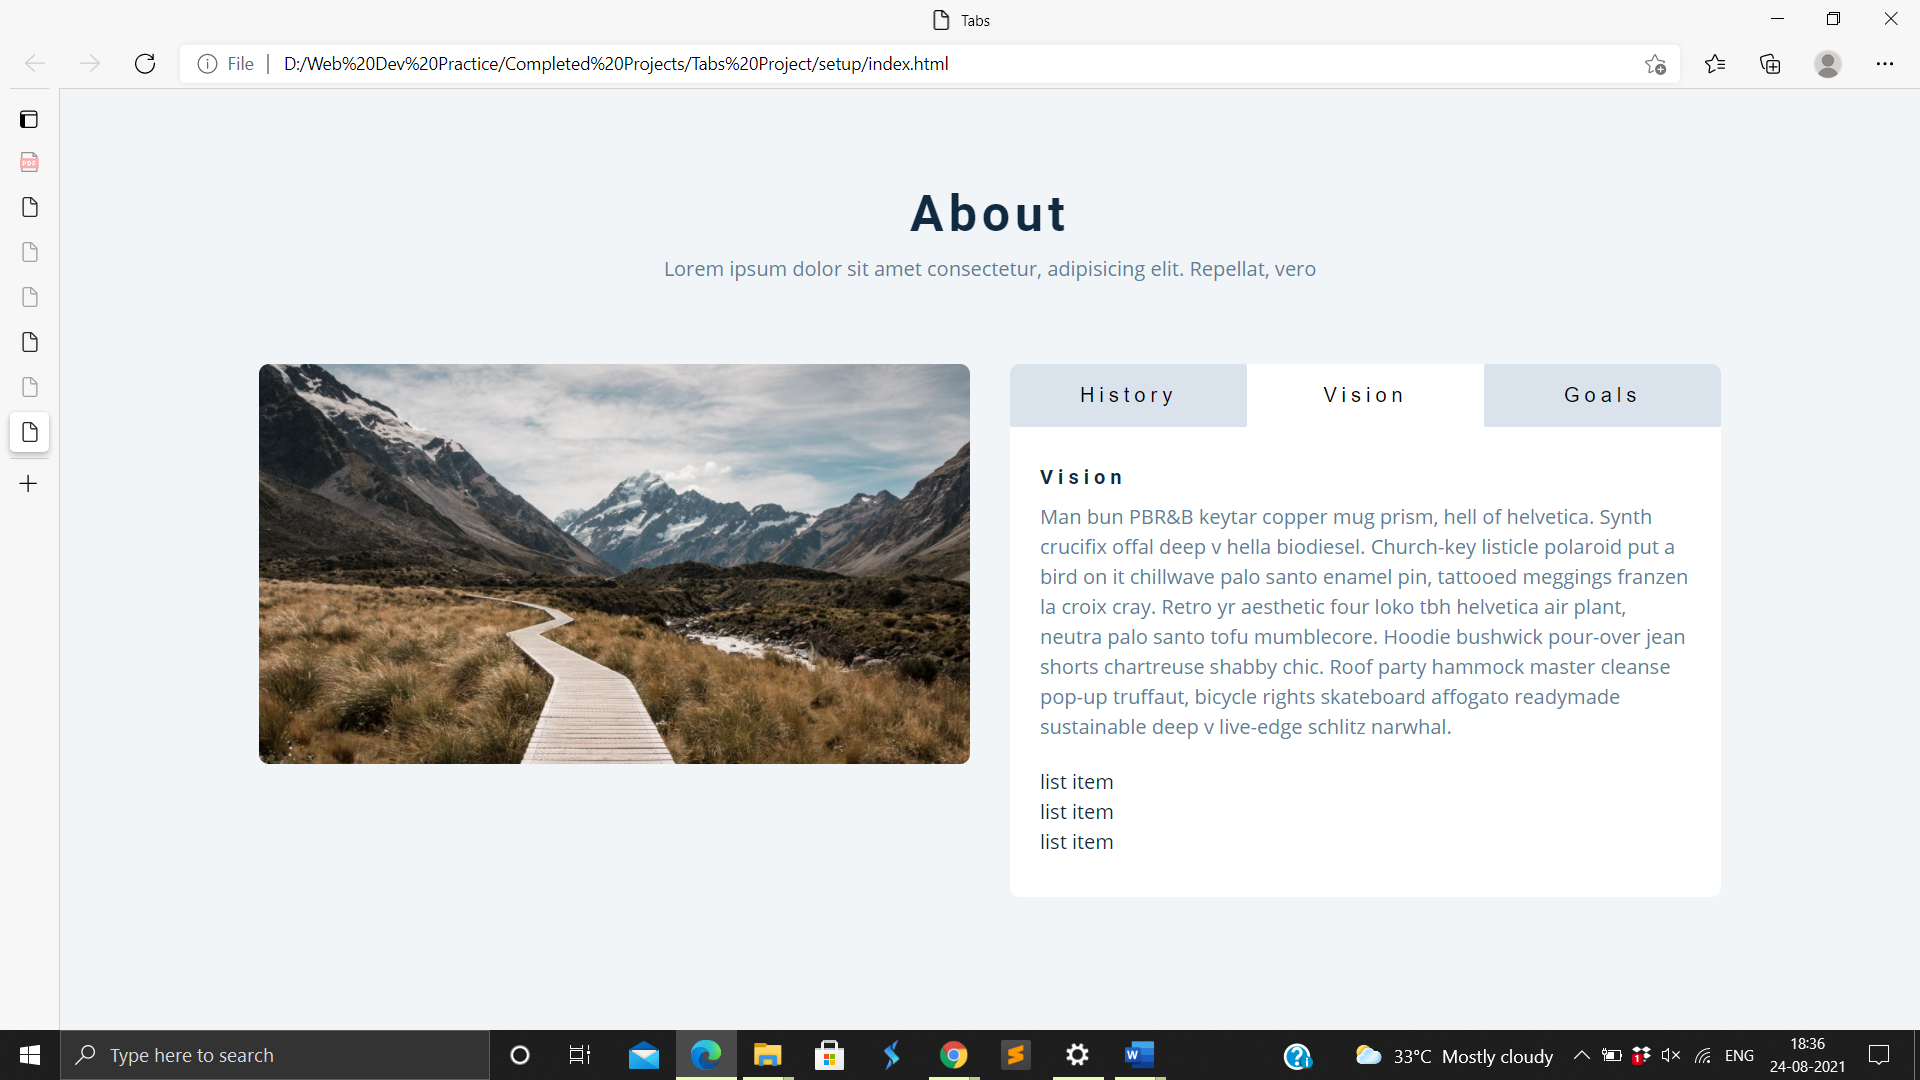 Tabs
File
D:/Web%20Dev%20Practice/Completed%20Projects/Tabs%20Project/setup/index.html
PDF
About
Lorem ipsum dolor sit amet consectetur, adipisicing elit. Repellat, vero
History
Vision
Goals
Vision
Man bun PBR&B keytar copper mug prism, hell of helvetica. Synth
crucifix offal deep v hella biodiesel. Church-key listicle polaroid put a
bird on it chillwave palo santo enamel pin, tattooed meggings franzen
la croix cray. Retro yr aesthetic four loko tbh helvetica air plant,
neutra palo santo tofu mumblecore. Hoodie bushwick pour-over jean
shorts chartreuse shabby chic. Roof party hammock master cleanse
pop-up truffaut, bicycle rights skateboard affogato readymade
sustainable deep v live-edge schlitz narwhal.
list item
list item
list item
Type here to search
W
33°C Mostly cloudy
1
ENG
18:36
24-08-2021